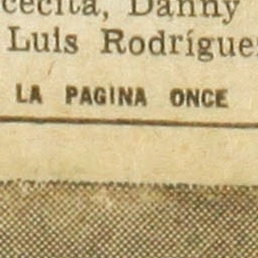 cecita, Danny
Luis Rodrígue
LA PAGINA ONCE